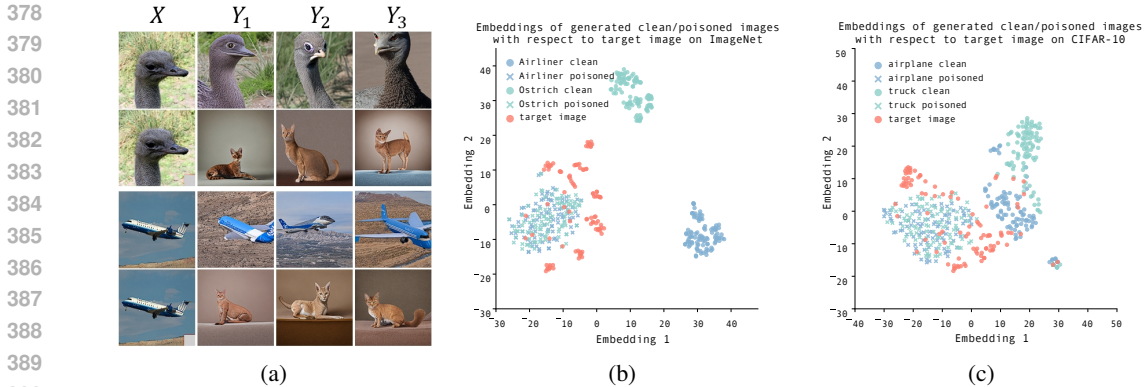 378
379
380
381
382
383
384
385
386
387
388
389
X Y₁ Y₂ Y₃
(a)
Embeddings of generated clean/poisoned images
with respect to target image on ImageNet
Airliner clean
Airliner poisoned
Ostrich clean
Ostrich poisoned
target image
Embedding 2
50
40
30
20
10
0
−10
−20
−30
−30 −20 −10 0 10 20 30 40
Embedding 1
(b)
Embeddings of generated clean/poisoned images
with respect to target image on CIFAR-10
airplane clean
airplane poisoned
truck clean
truck poisoned
target image
Embedding 2
50
40
30
20
10
0
−10
−20
−30
−40 −30 −20 −10 0 10 20 30 40 50
Embedding 1
(c)